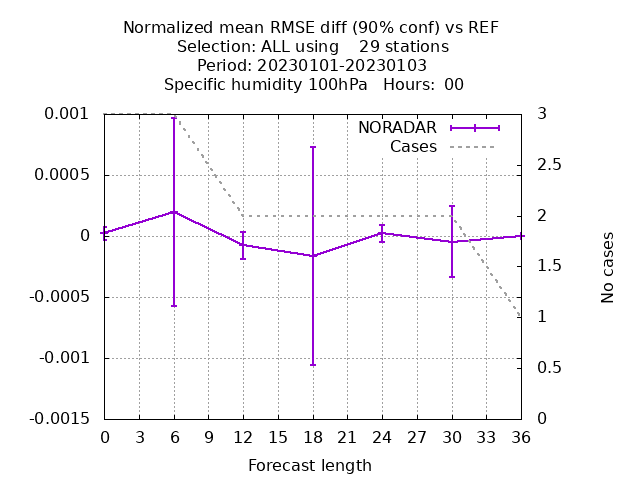 Normalized mean RMSE diff (90% conf) vs REF
Selection: ALL using    29 stations
Period: 20230101-20230103
Specific humidity 100hPa   Hours:  00
NORADAR
Cases
0.001
0.0005
0
-0.0005
-0.001
-0.0015
3
2.5
2
1.5
1
0.5
0
No cases
0 3 6 9 12 15 18 21 24 27 30 33 36
Forecast length